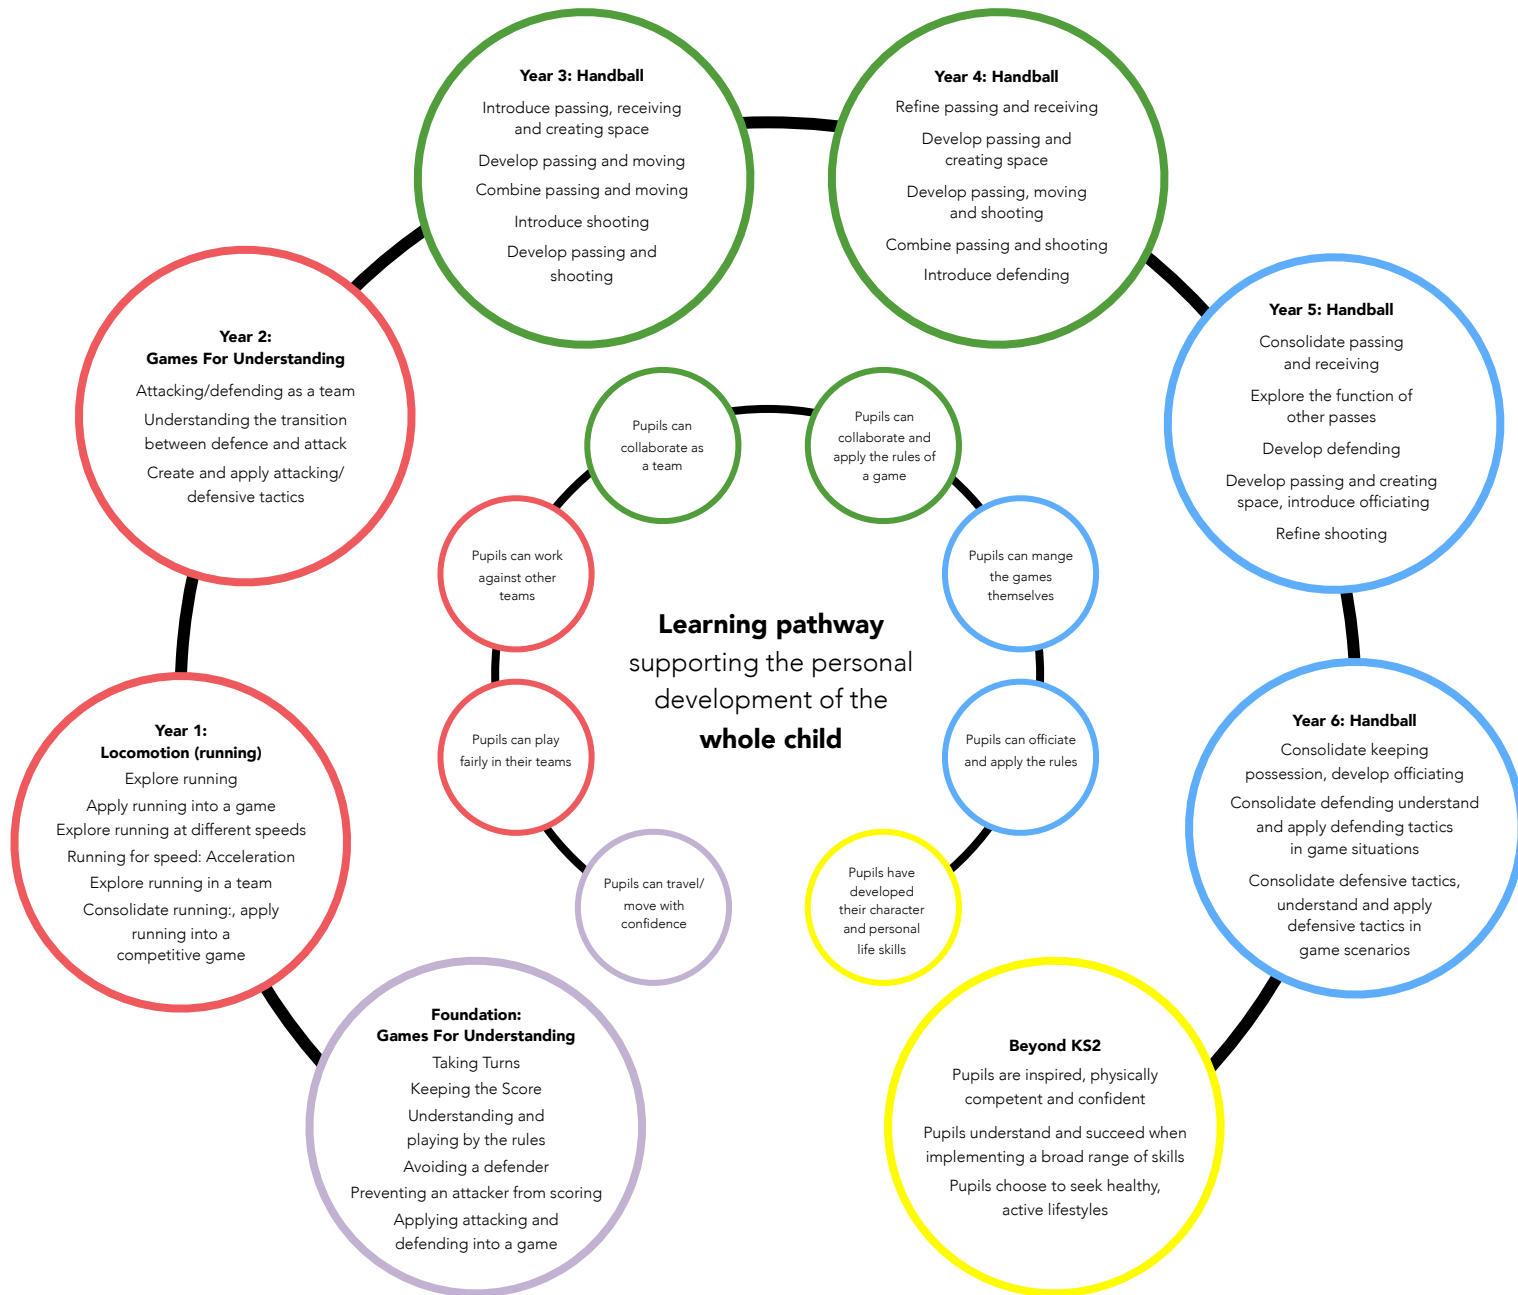 Year 3: Handball
Introduce passing, receiving
and creating space
Develop passing and moving
Combine passing and moving
Introduce shooting
Develop passing and
shooting
Year 4: Handball
Refine passing and receiving
Develop passing and
creating space
Develop passing, moving
and shooting
Combine passing and shooting
Introduce defending
Year 2:
Games For Understanding
Attacking/defending as a team
Understanding the transition
between defence and attack
Create and apply attacking/
defensive tactics
Year 5: Handball
Consolidate passing
and receiving
Explore the function of
other passes
Develop defending
Develop passing and creating
space, introduce officiating
Refine shooting
Pupils can
collaborate as
a team
Pupils can
collaborate and
apply the rules of
a game
Pupils can work
against other
teams
Pupils can mange
the games
themselves
Learning pathway
supporting the personal
development of the
whole child
Pupils can play
fairly in their teams
Pupils can officiate
and apply the rules
Pupils can travel/
move with
confidence
Pupils have
developed
their character
and personal
life skills
Year 1:
Locomotion (running)
Explore running
Apply running into a game
Explore running at different speeds
Running for speed: Acceleration
Explore running in a team
Consolidate running:, apply
running into a
competitive game
Year 6: Handball
Consolidate keeping
possession, develop officiating
Consolidate defending understand
and apply defending tactics
in game situations
Consolidate defensive tactics,
understand and apply
defensive tactics in
game scenarios
Foundation:
Games For Understanding
Taking Turns
Keeping the Score
Understanding and
playing by the rules
Avoiding a defender
Preventing an attacker from scoring
Applying attacking and
defending into a game
Beyond KS2
Pupils are inspired, physically
competent and confident
Pupils understand and succeed when
implementing a broad range of skills
Pupils choose to seek healthy,
active lifestyles